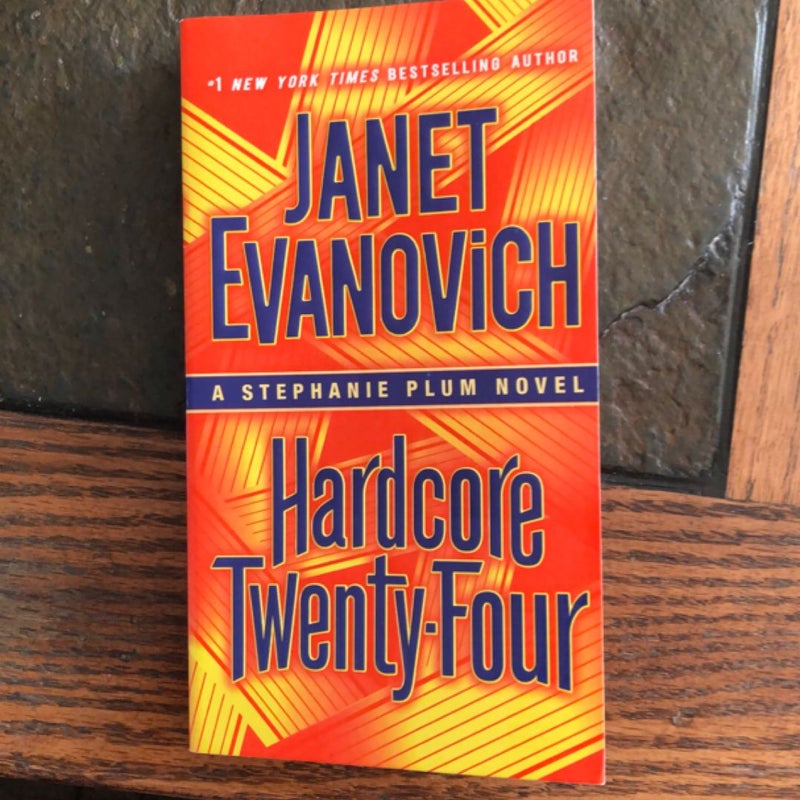 #1 NEW YORK TIMES BESTSELLING AUTHOR
JANET
EVANOViCH
A STEPHANIE PLUM NOVEL
Hardcore
Twenty-Four